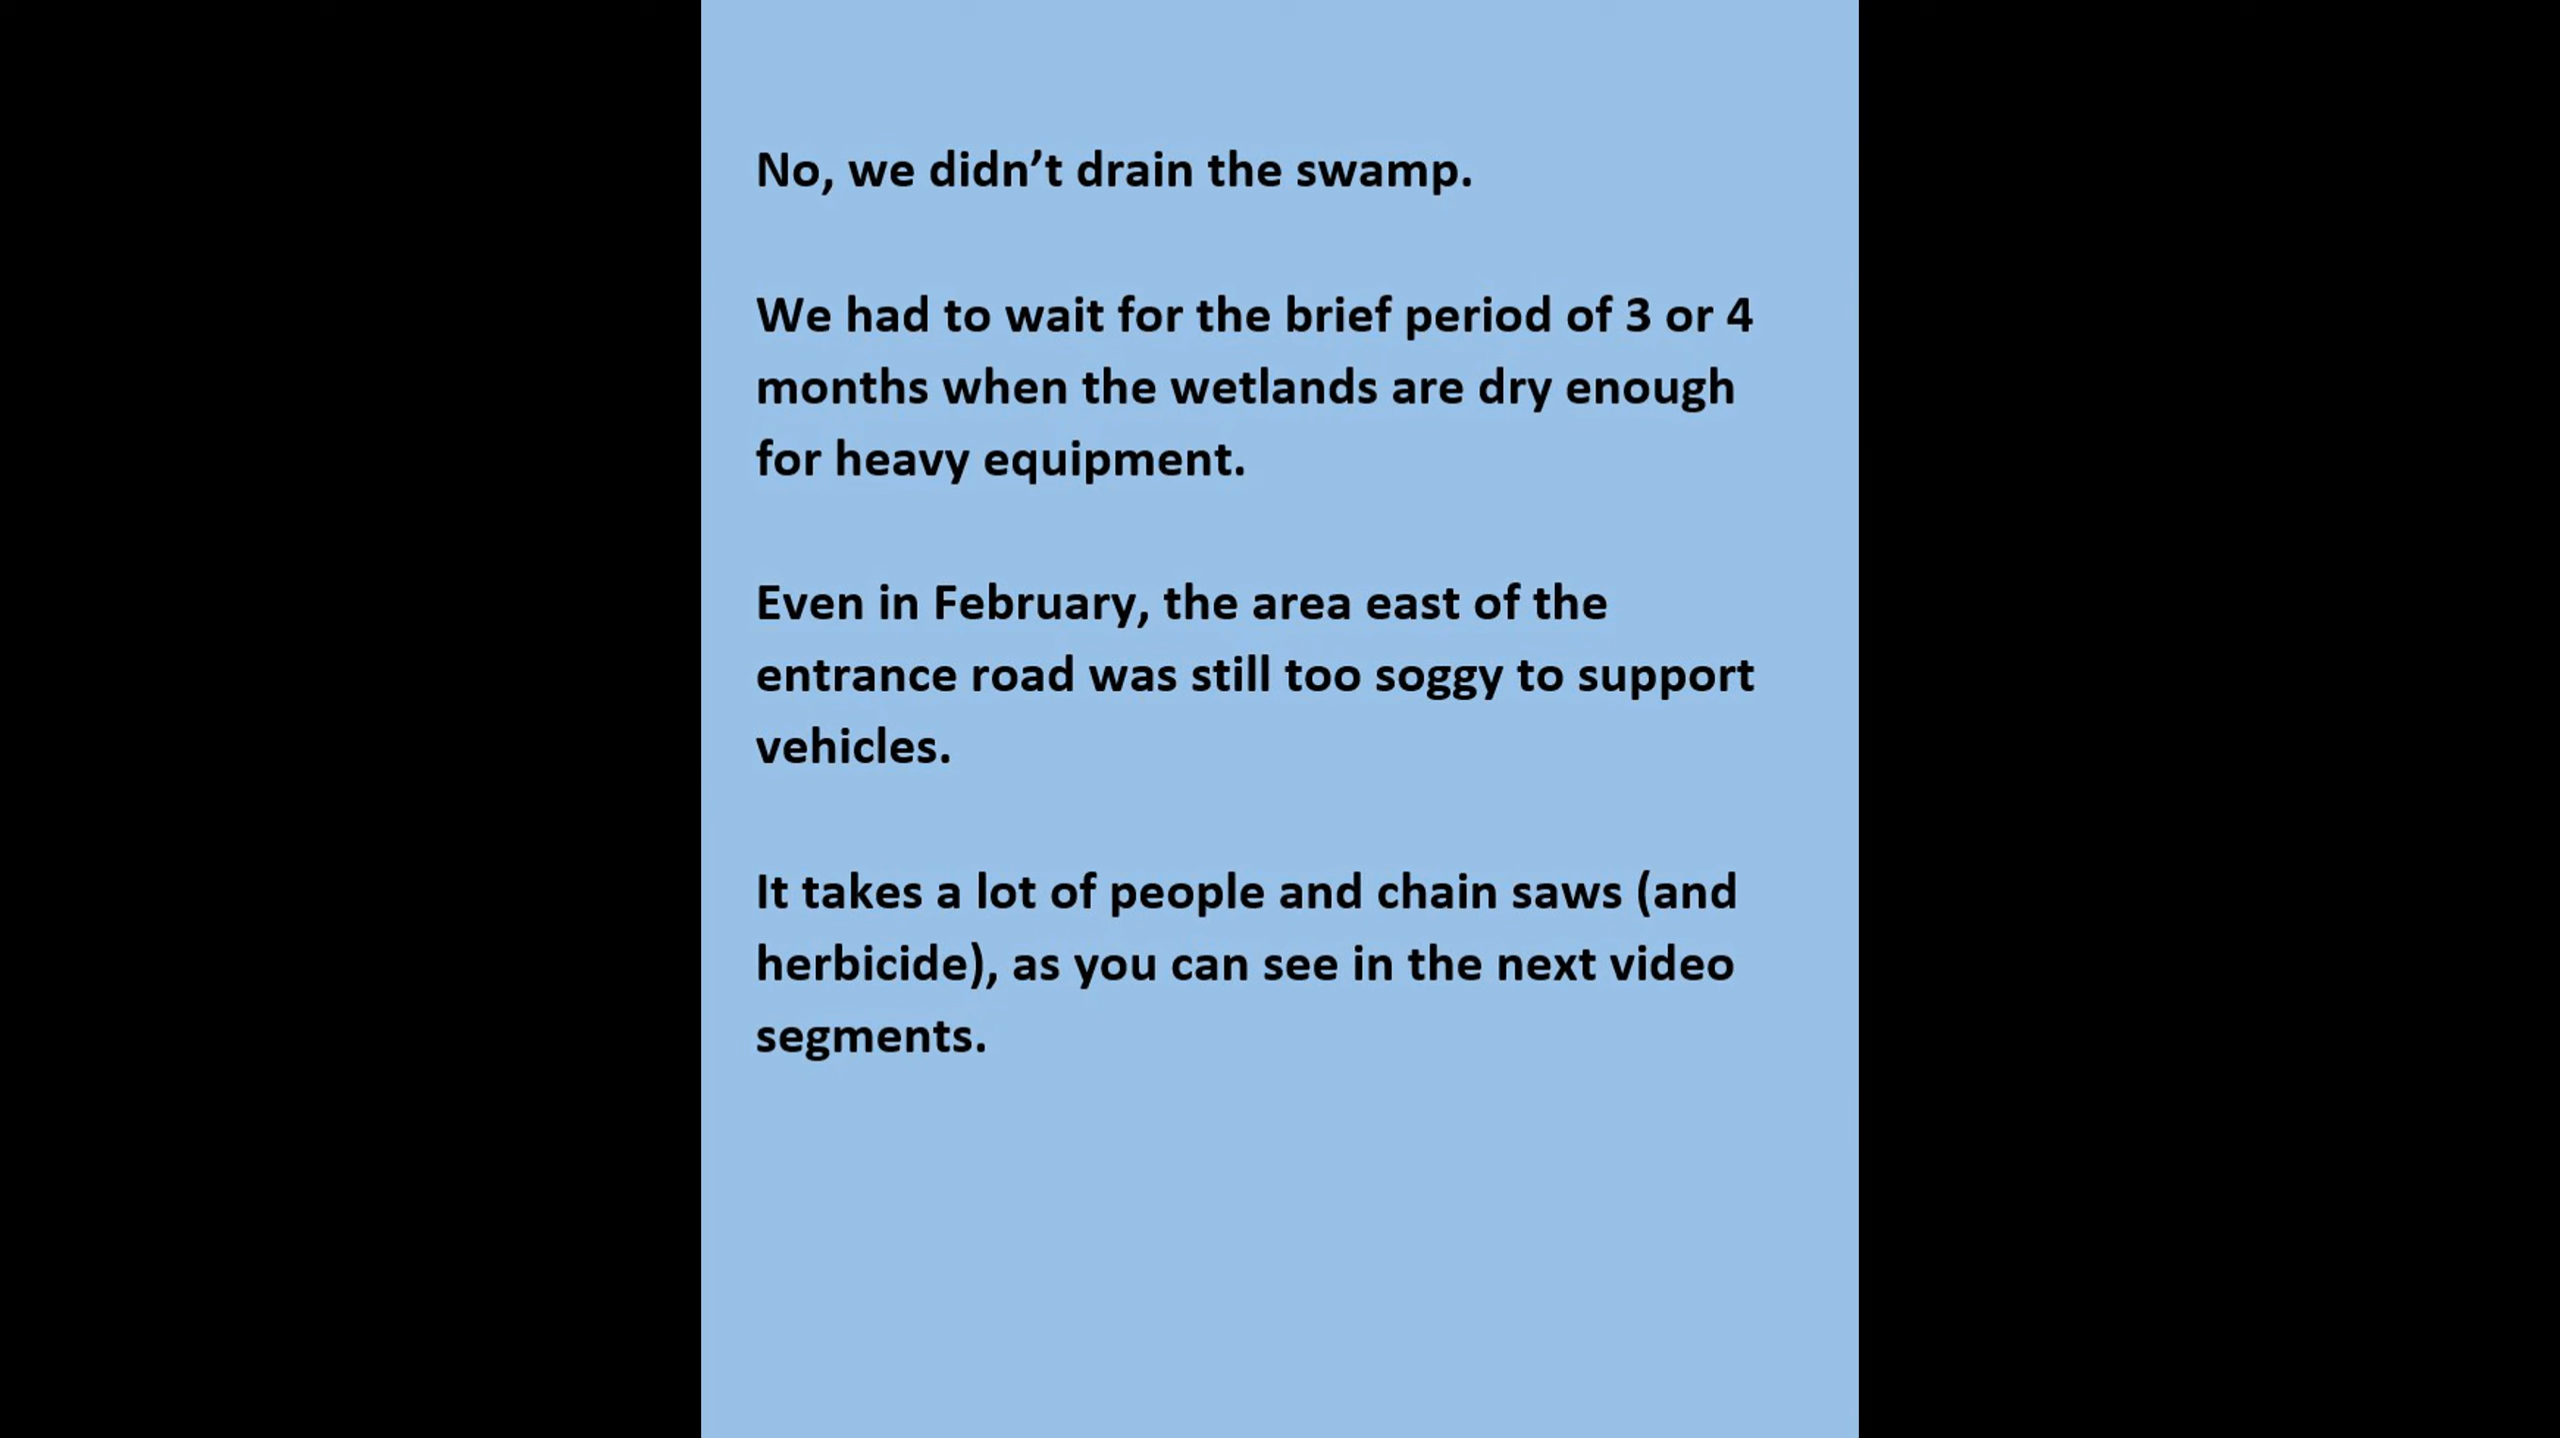 No, we didn’t drain the swamp.
We had to wait for the brief period of 3 or 4
months when the wetlands are dry enough
for heavy equipment.
Even in February, the area east of the
entrance road was still too soggy to support
vehicles.
It takes a lot of people and chain saws (and
herbicide), as you can see in the next video
segments.